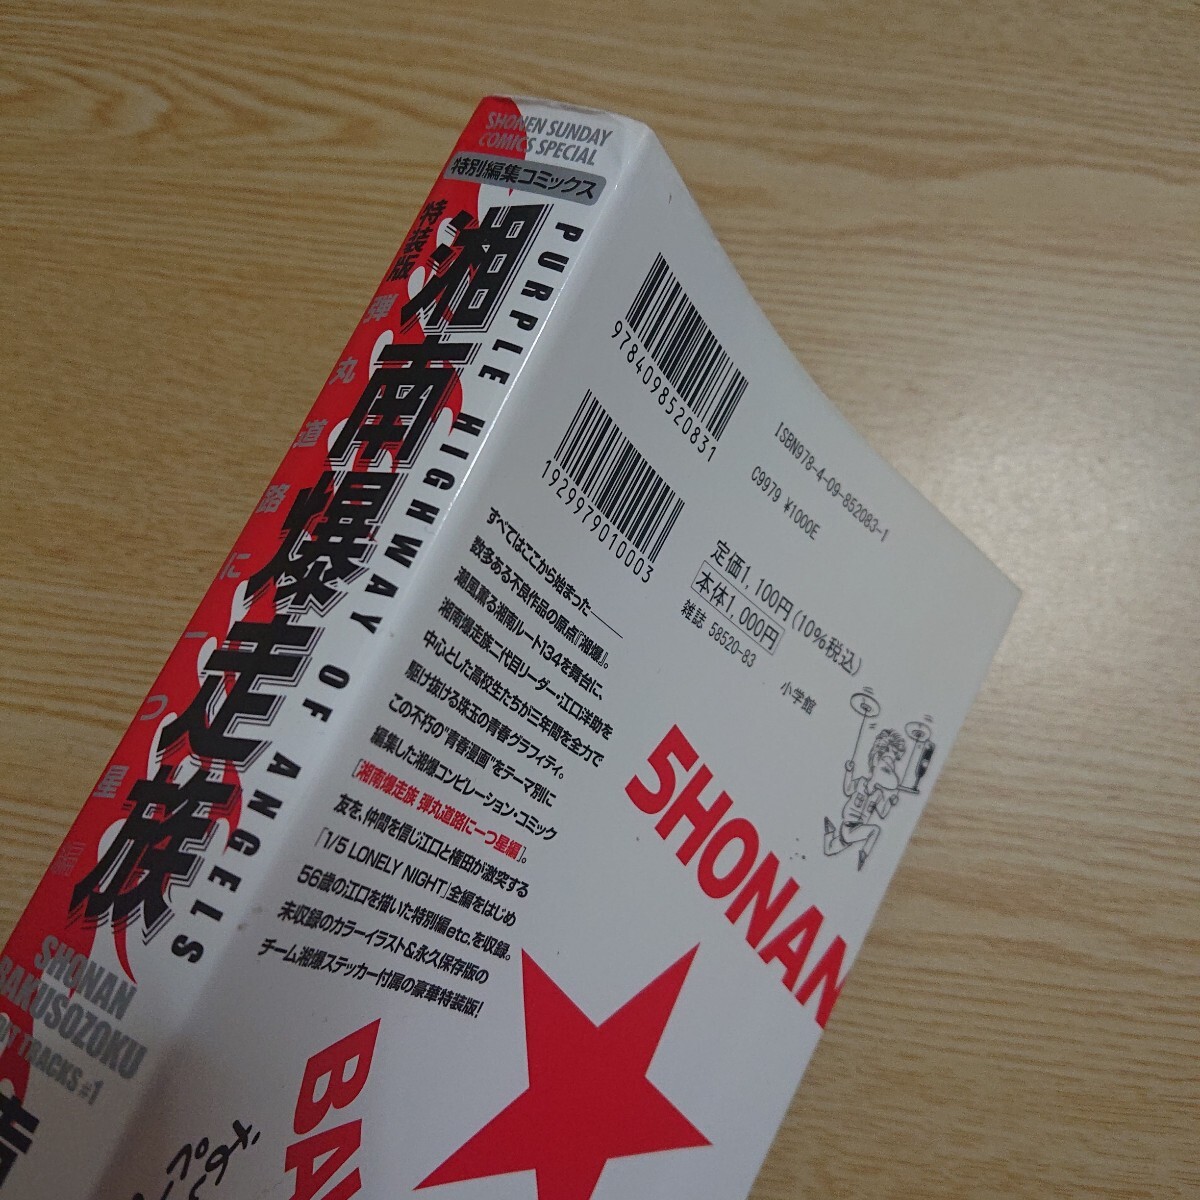 SHONEN SUNDAY
COMICS SPECIAL
特別編集コミックス
特装版
湘南爆走族
弾丸道路に一つ星編
PURPLE HIGHWAY OF ANGELS
SHONAN
BAKUSOZOKU
TRACKS #1
9784098520831
1929979010003
ISBN978-4-09-852083-1
C9979 ¥1000E
定価1,100円(10%税込)
本体1,000円
雑誌 58520-83
小学館
すべてはここから始まった――
数多ある不良作品の原点『湘爆』。
潮風薫る湘南ルート134を舞台に、
湘南爆走族二代目リーダー・江口洋助を
中心とした高校生たちが三年間を全力で
駆け抜ける珠玉の青春グラフィティ。
この不朽の"青春漫画"をテーマ別に
編集した湘爆コンピレーション・コミック
[湘南爆走族 弾丸道路に一つ星編]。
友を、仲間を信じ江口と権田が激突する
「1/5 LONELY NIGHT」全編をはじめ
56歳の江口を描いた特別編etc.を収録。
未収録のカラーイラスト&永久保存版の
チーム湘爆ステッカー付属の豪華特装版!
5HONAN
BA